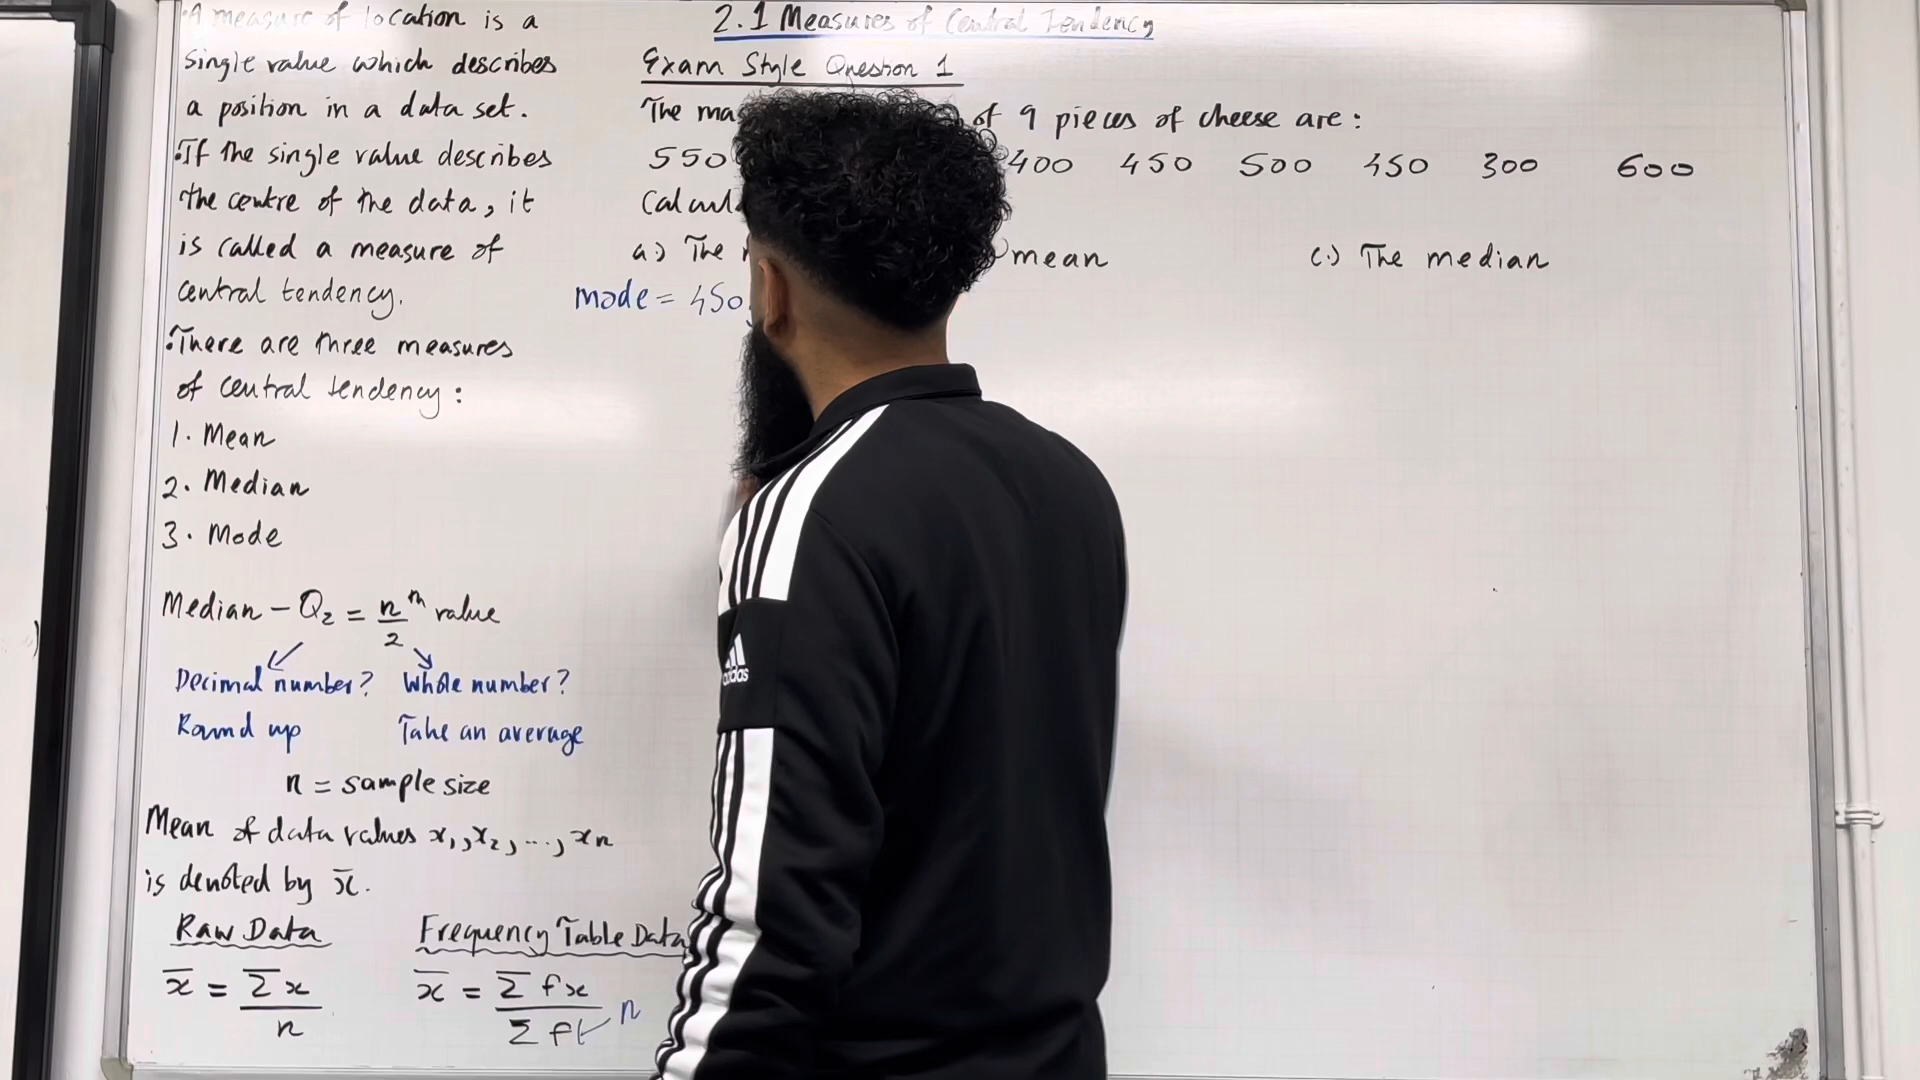 2.1 Measures of Central Tendency
·A measure of location is a
single value which describes
a position in a data set.
·If the single value describes
the centre of the data, it
is called a measure of
central tendency.
·There are three measures
of central tendency:
1. Mean
2. Median
3. Mode
Median – Q₂ = n/2 th value
Decimal number? Whole number?
Round up Take an average
n = sample size
Mean of data values x₁, x₂, ..., xn
is denoted by x̄.
Raw Data Frequency Table Data
x̄ = Σx/n x̄ = Σfx/Σf n
Exam Style Question 1
The of 9 pieces of cheese are:
550 400 450 500 450 300 600
a.) The mean c.) The median
mode = 450
adidas